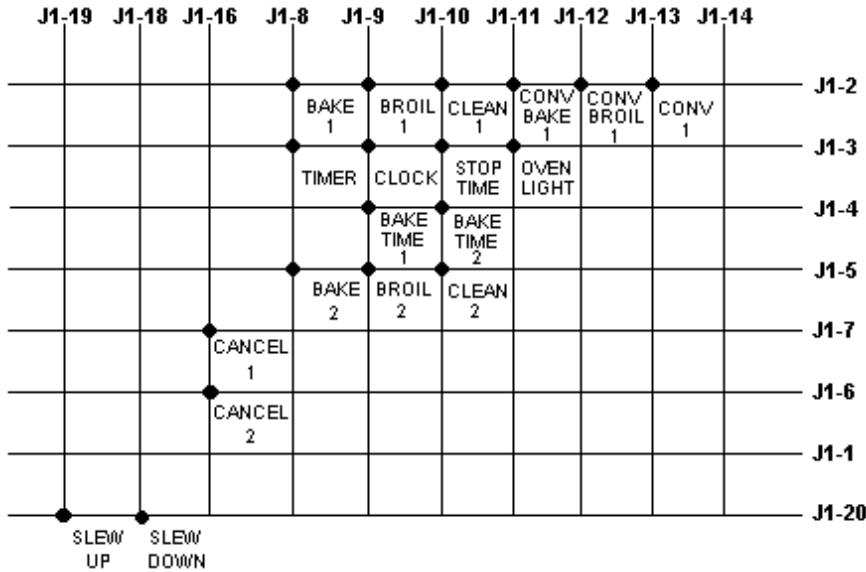 J1-19 J1-18 J1-16 J1-8 J1-9 J1-10 J1-11 J1-12 J1-13 J1-14
J1-2
BAKE 1
BROIL 1
CLEAN 1
CONV BAKE 1
CONV BROIL 1
CONV 1
J1-3
TIMER
CLOCK
STOP TIME
OVEN LIGHT
J1-4
BAKE TIME 1
BAKE TIME 2
J1-5
BAKE 2
BROIL 2
CLEAN 2
J1-7
CANCEL 1
J1-6
CANCEL 2
J1-1
J1-20
SLEW UP
SLEW DOWN